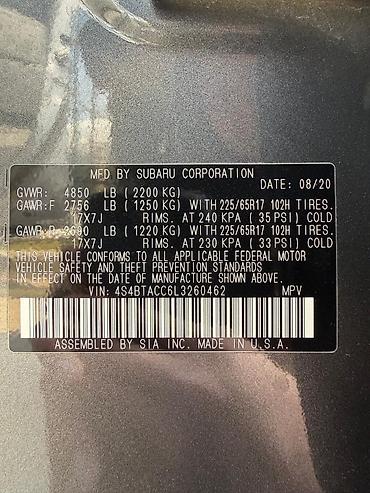 MFD BY SUBARU CORPORATION
DATE: 08/20
GVWR: 4850 LB ( 2200 KG)
GAWR:F 2756 LB ( 1250 KG) WITH 225/65R17 102H TIRES.
17X7J RIMS. AT 240 KPA ( 35 PSI) COLD
GAWR:R 2690 LB ( 1220 KG) WITH 225/65R17 102H TIRES.
17X7J RIMS. AT 230 KPA ( 33 PSI) COLD
THIS VEHICLE CONFORMS TO ALL APPLICABLE FEDERAL MOTOR
VEHICLE SAFETY AND THEFT PREVENTION STANDARDS
IN EFFECT ON THE DATE OF MANUFACTURE SHOWN ABOVE.
VIN: 4S4BTACC6L3260462 MPV
ASSEMBLED BY SIA INC. MADE IN U.S.A.